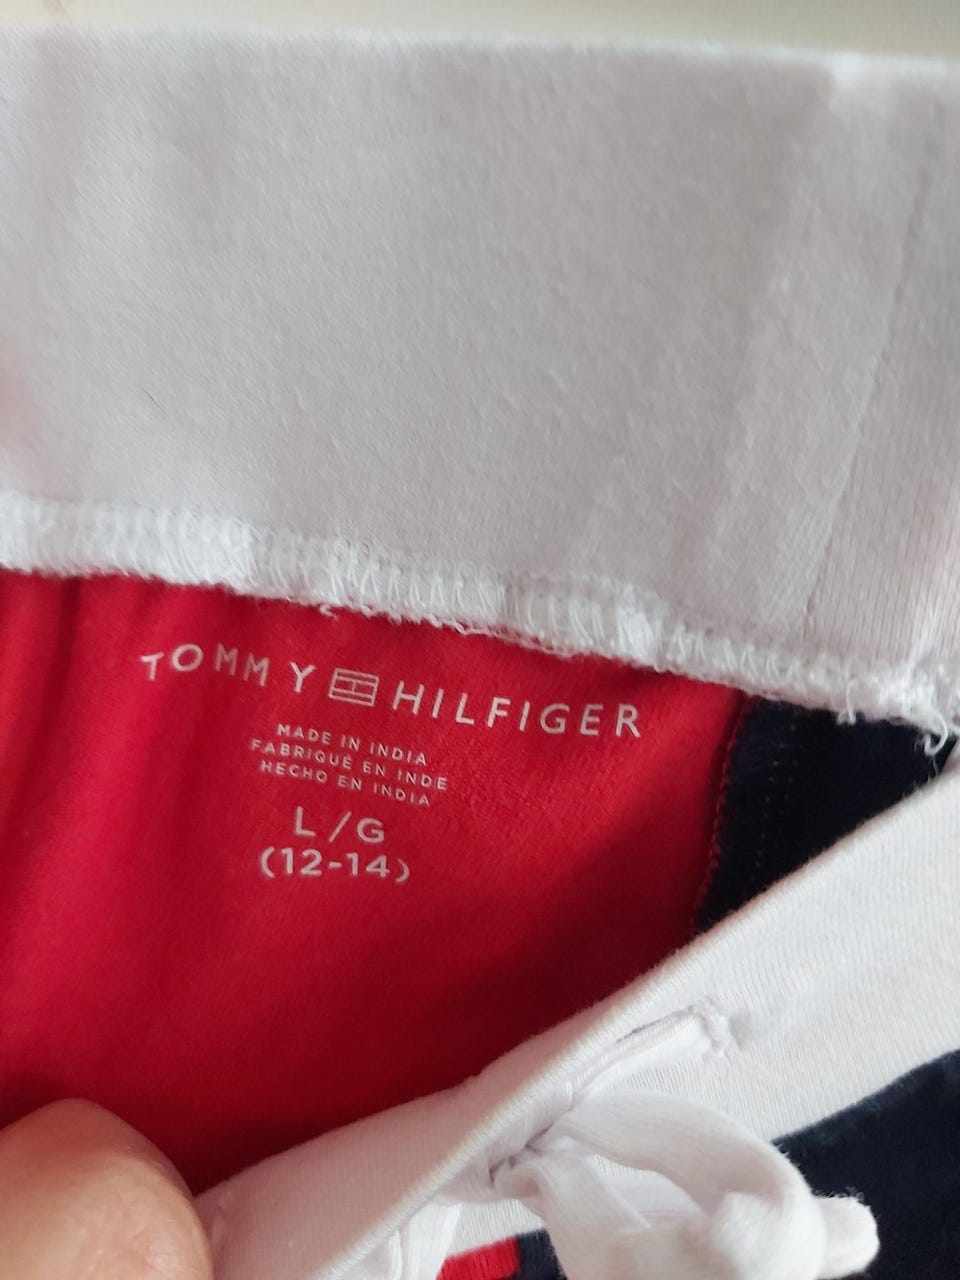 TOMMY HILFIGER
MADE IN INDIA
FABRIQUÉ EN INDE
HECHO EN INDIA
L/G
(12-14)